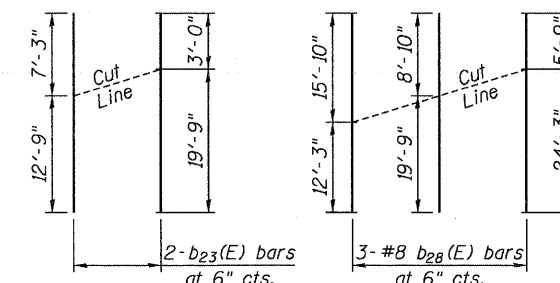 7'-3"
12'-9"
Cut
Line
3'-0"
19'-9"
2-b23(E) bars
at 6" cts.
15'-10"
12'-3"
8'-10"
19'-9"
Cut
Line
3-#8 b28(E) bars
at 6" cts.